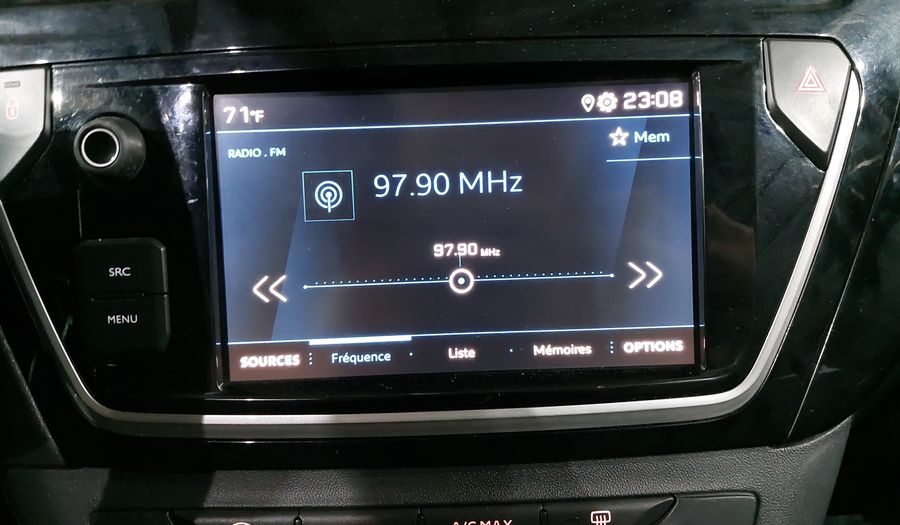 71°F
23:08
RADIO . FM
Mem
97.90 MHz
97.90 MHz
SRC
MENU
SOURCES
Fréquence
Liste
Mémoires
OPTIONS
A/C MAX